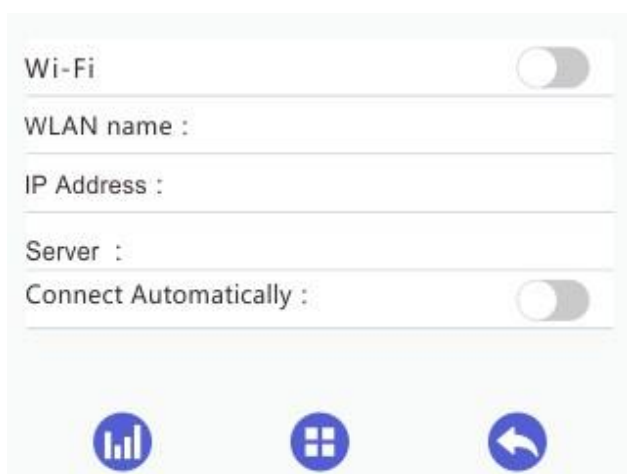 Wi-Fi
WLAN name :
IP Address :
Server :
Connect Automatically :